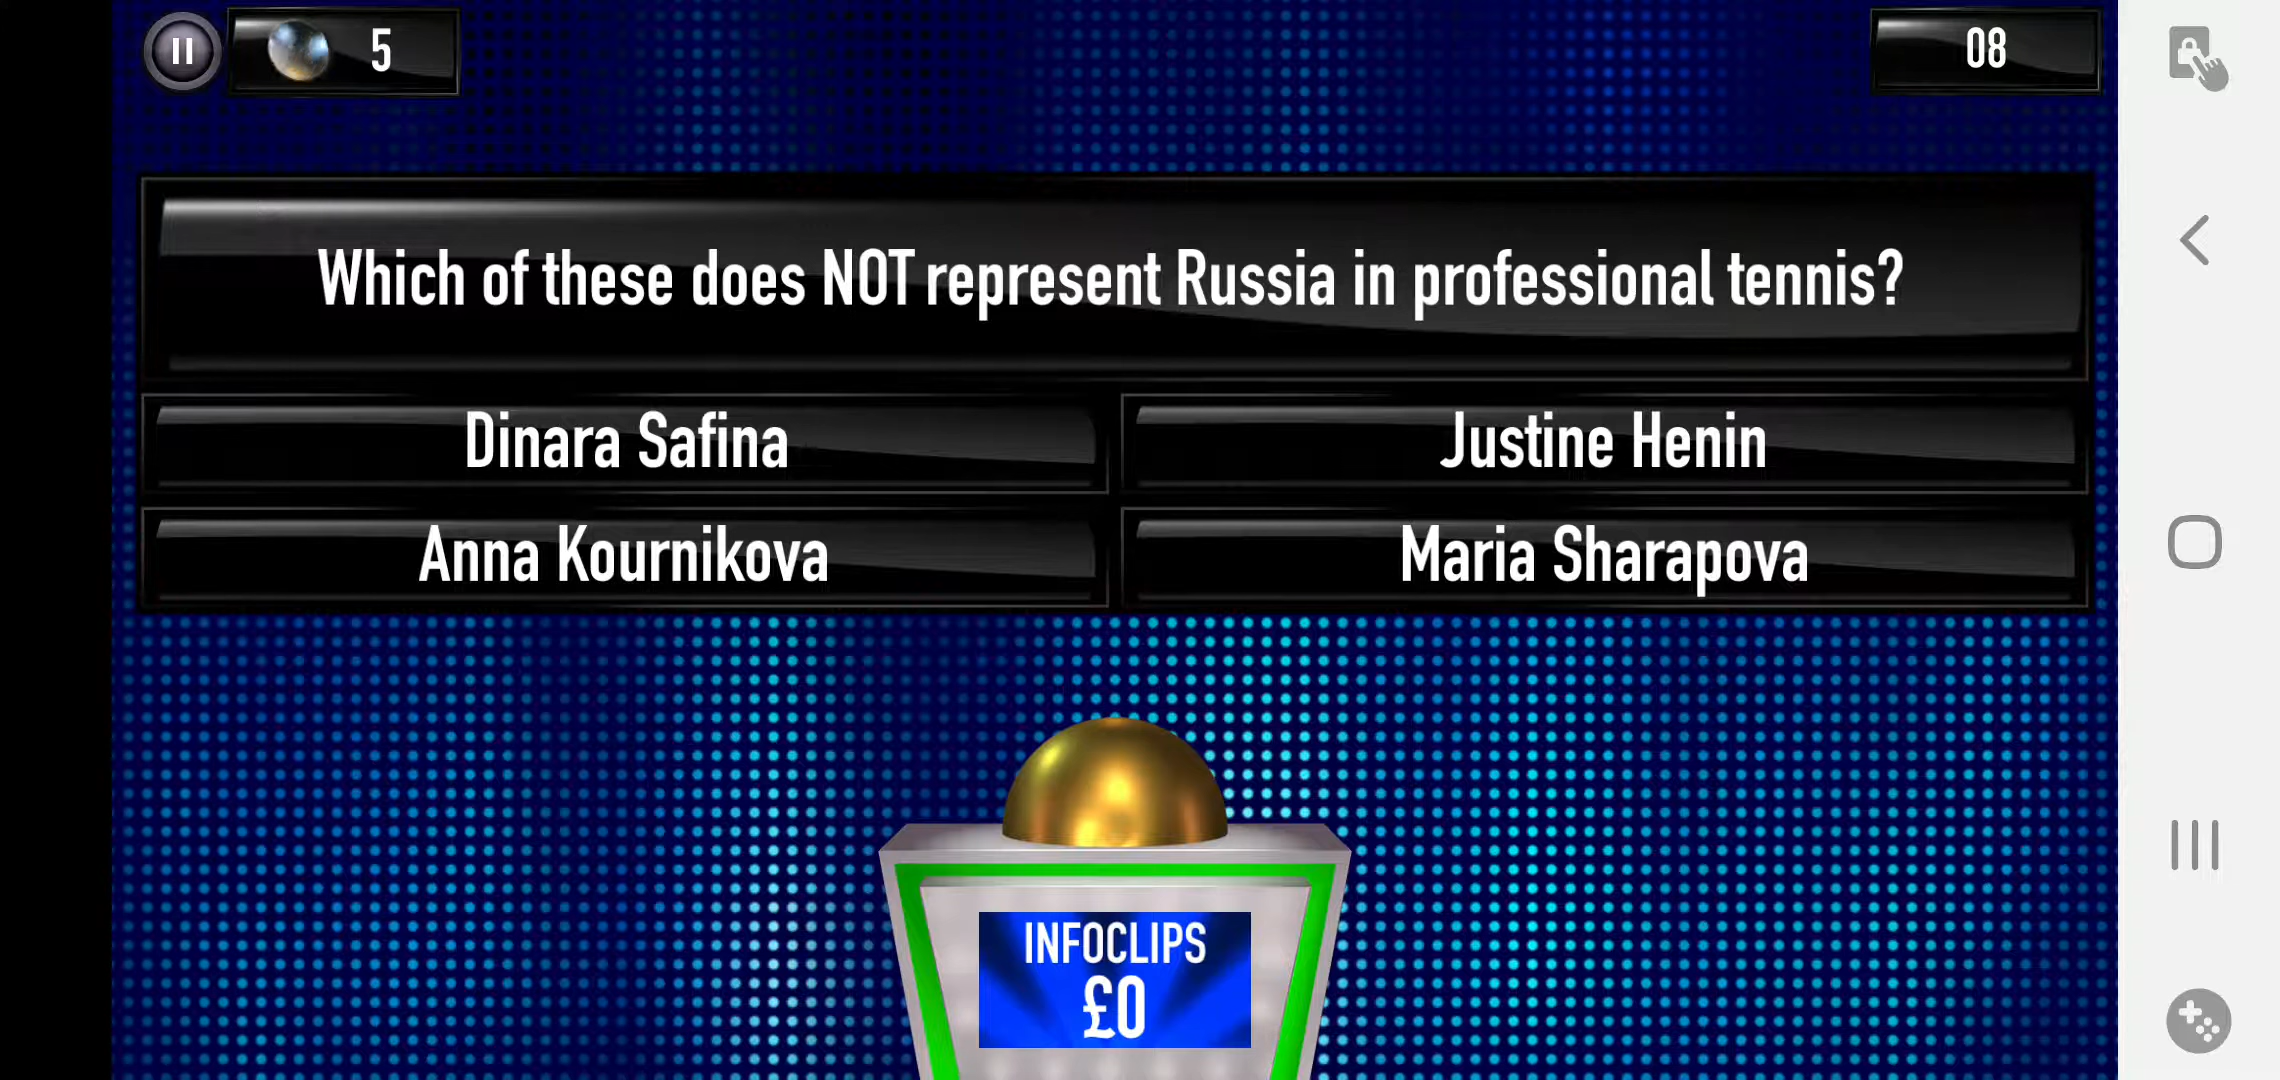 5
08
Which of these does NOT represent Russia in professional tennis?
Dinara Safina
Justine Henin
Anna Kournikova
Maria Sharapova
INFOCLIPS
£0